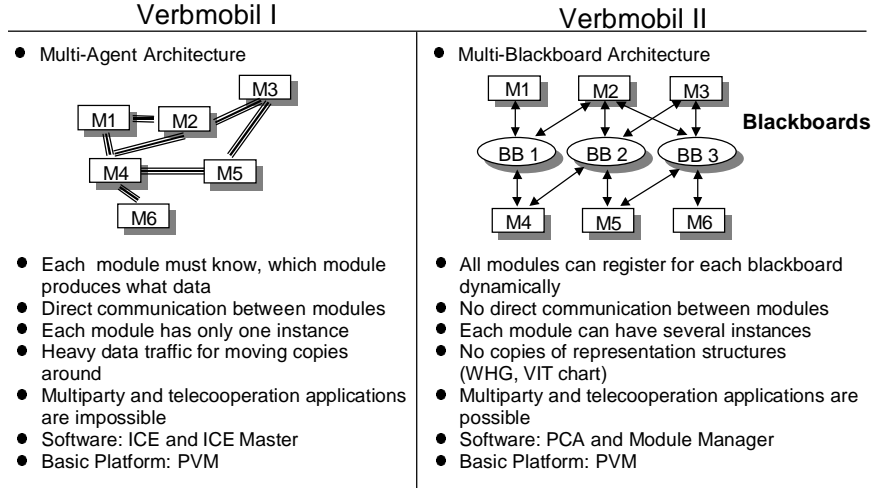 Verbmobil I
Multi-Agent Architecture
M3
M1
M2
M4
M5
M6
Each module must know, which module
produces what data
Direct communication between modules
Each module has only one instance
Heavy data traffic for moving copies
around
Multiparty and telecooperation applications
are impossible
Software: ICE and ICE Master
Basic Platform: PVM
Verbmobil II
Multi-Blackboard Architecture
M1
M2
M3
Blackboards
BB 1
BB 2
BB 3
M4
M5
M6
All modules can register for each blackboard
dynamically
No direct communication between modules
Each module can have several instances
No copies of representation structures
(WHG, VIT chart)
Multiparty and telecooperation applications are
possible
Software: PCA and Module Manager
Basic Platform: PVM